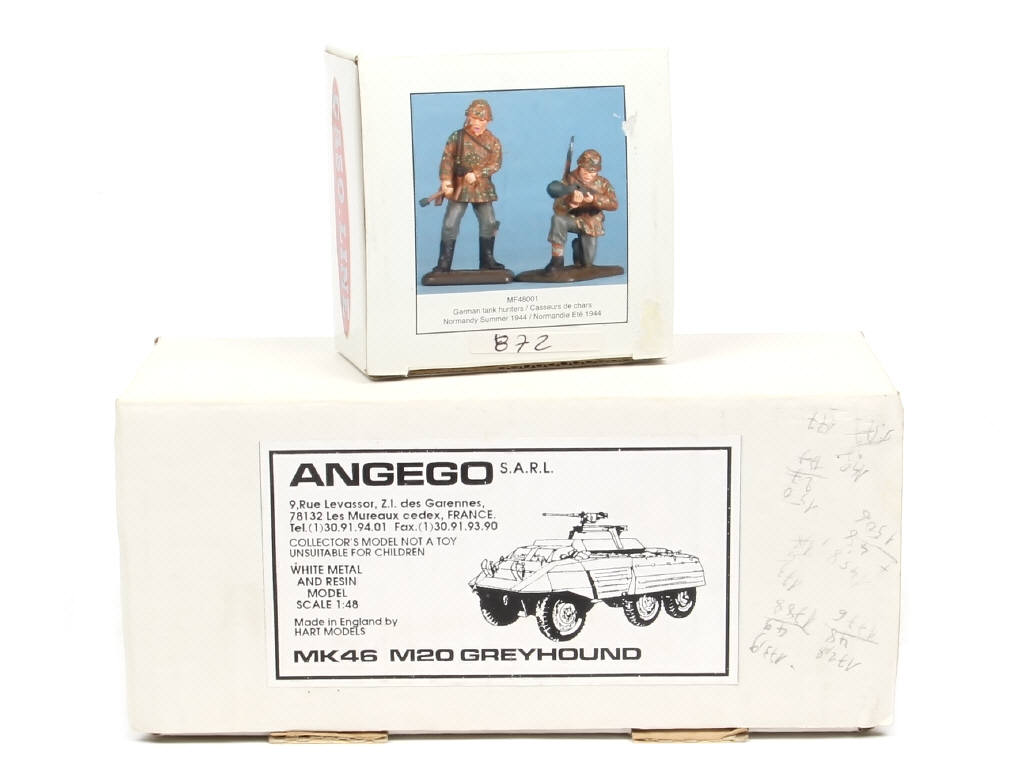 CESO LINE
MF48001
German tank hunters / Casseurs de chars
Normandy Summer 1944 / Normandie Eté 1944
872
ANGEGO S.A.R.L.
9,Rue Levassor, Z.I. des Garennes,
78132 Les Mureaux cedex, FRANCE.
Tel.(1)30.91.94.01 Fax.(1)30.91.93.90
COLLECTOR'S MODEL NOT A TOY
UNSUITABLE FOR CHILDREN
WHITE METAL
AND RESIN
MODEL
SCALE 1:48
Made in England by
HART MODELS
MK46 M20 GREYHOUND